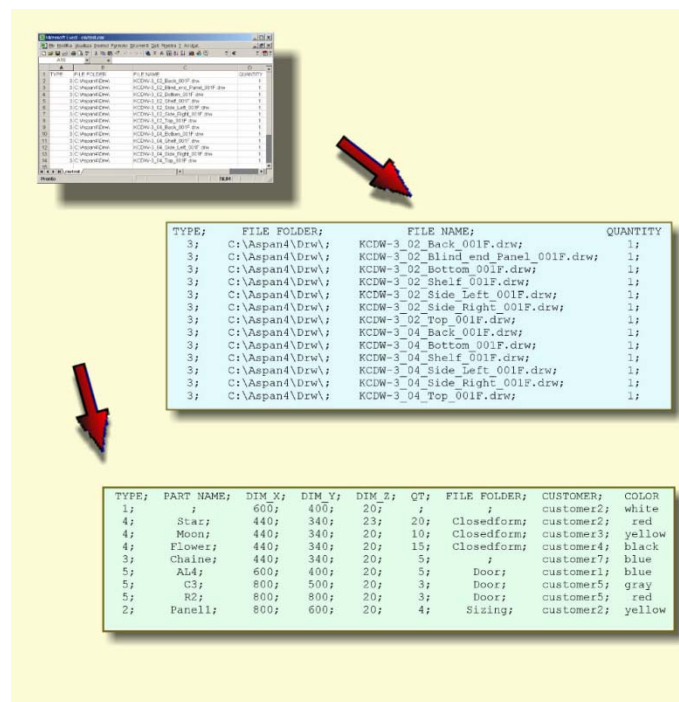 TYPE FILE FOLDER FILE NAME QUANTITY
TYPE; FILE FOLDER; FILE NAME; QUANTITY
3; C:\Aspan4\Drw\; KCDW-3_02_Back_001F.drw; 1;
3; C:\Aspan4\Drw\; KCDW-3_02_Blind_end_Panel_001F.drw; 1;
3; C:\Aspan4\Drw\; KCDW-3_02_Bottom_001F.drw; 1;
3; C:\Aspan4\Drw\; KCDW-3_02_Shelf_001F.drw; 1;
3; C:\Aspan4\Drw\; KCDW-3_02_Side_Left_001F.drw; 1;
3; C:\Aspan4\Drw\; KCDW-3_02_Side_Right_001F.drw; 1;
3; C:\Aspan4\Drw\; KCDW-3_02_Top_001F.drw; 1;
3; C:\Aspan4\Drw\; KCDW-3_04_Back_001F.drw; 1;
3; C:\Aspan4\Drw\; KCDW-3_04_Bottom_001F.drw; 1;
3; C:\Aspan4\Drw\; KCDW-3_04_Shelf_001F.drw; 1;
3; C:\Aspan4\Drw\; KCDW-3_04_Side_Left_001F.drw; 1;
3; C:\Aspan4\Drw\; KCDW-3_04_Side_Right_001F.drw; 1;
3; C:\Aspan4\Drw\; KCDW-3_04_Top_001F.drw; 1;
TYPE; PART NAME; DIM_X; DIM_Y; DIM_Z; QT; FILE FOLDER; CUSTOMER; COLOR
1; ; 600; 400; 20; ; ; customer2; white
4; Star; 440; 340; 23; 20; Closedform; customer2; red
4; Moon; 440; 340; 20; 10; Closedform; customer3; yellow
4; Flower; 440; 340; 20; 15; Closedform; customer4; black
3; Chaine; 440; 340; 20; 5; ; customer7; blue
5; AL4; 600; 400; 20; 5; Door; customer1; blue
5; C3; 800; 500; 20; 3; Door; customer5; gray
5; R2; 800; 800; 20; 3; Door; customer5; red
2; Panel1; 800; 600; 20; 4; Sizing; customer2; yellow